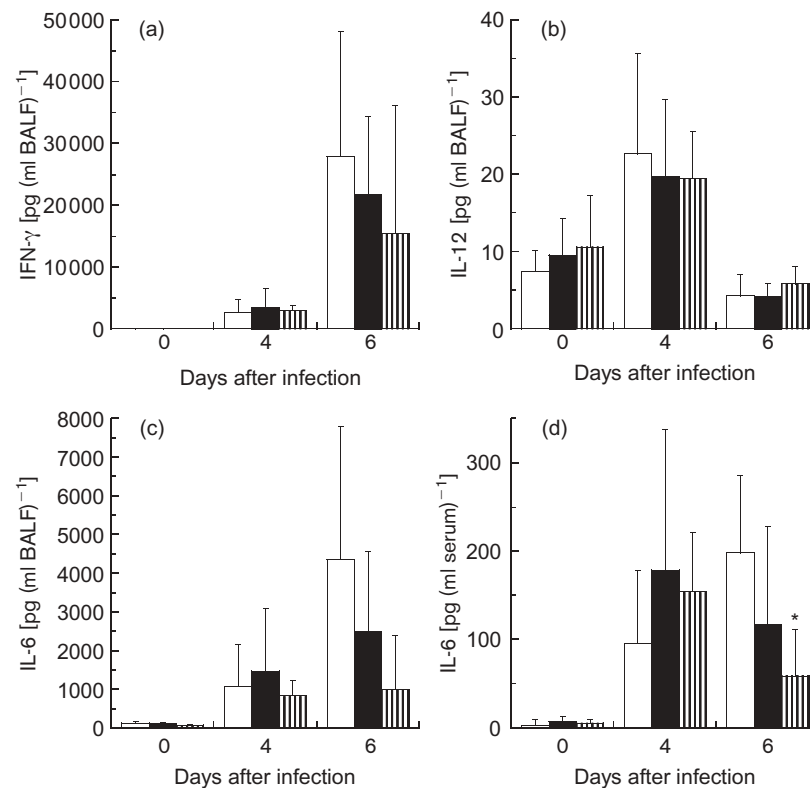 (a)
IFN-γ [pg (ml BALF)⁻¹]
50000
40000
30000
20000
10000
0
0 4 6
Days after infection
(b)
IL-12 [pg (ml BALF)⁻¹]
40
30
20
10
0
0 4 6
Days after infection
(c)
IL-6 [pg (ml BALF)⁻¹]
8000
7000
6000
5000
4000
3000
2000
1000
0
0 4 6
Days after infection
(d)
IL-6 [pg (ml serum)⁻¹]
300
200
100
0
*
0 4 6
Days after infection